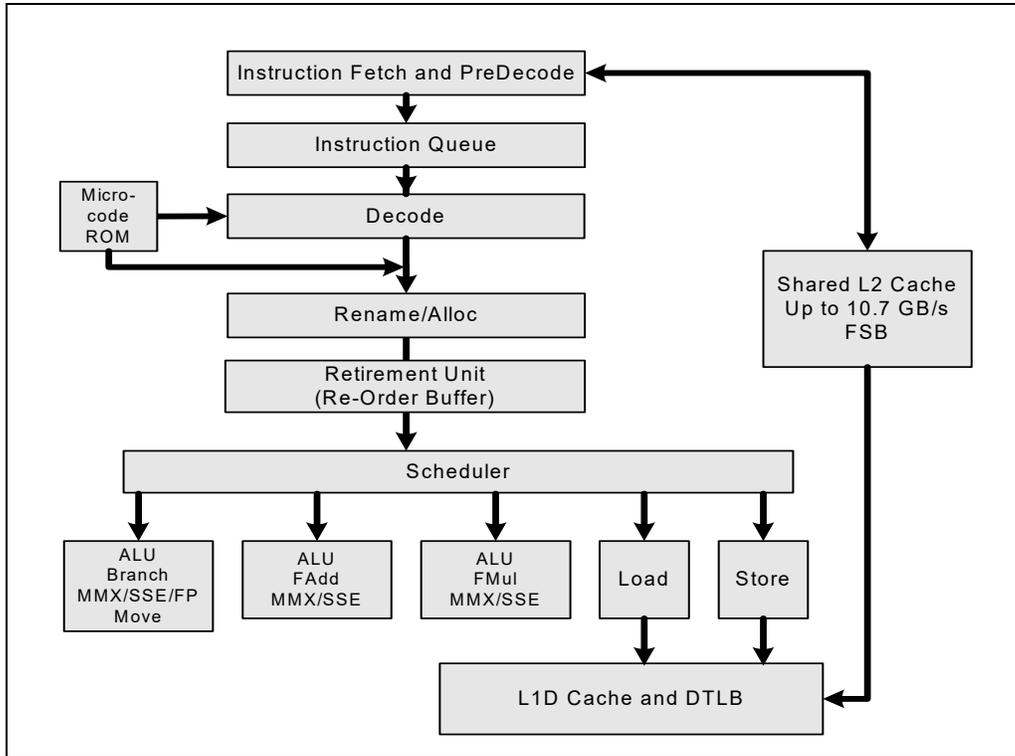 Instruction Fetch and PreDecode
Instruction Queue
Micro-
code
ROM
Decode
Shared L2 Cache
Up to 10.7 GB/s
FSB
Rename/Alloc
Retirement Unit
(Re-Order Buffer)
Scheduler
ALU
Branch
MMX/SSE/FP
Move
ALU
FAdd
MMX/SSE
ALU
FMul
MMX/SSE
Load
Store
L1D Cache and DTLB